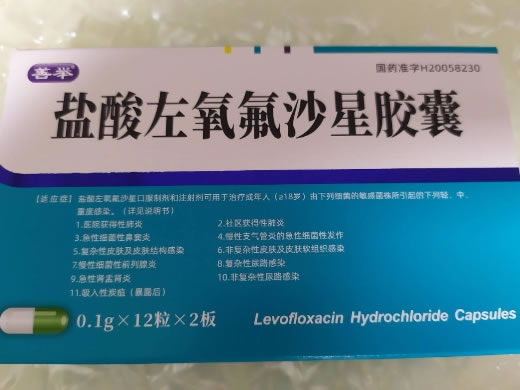 善举
国药准字H20058230
盐酸左氧氟沙星胶囊
【适应症】 盐酸左氧氟沙星口服制剂和注射剂可用于治疗成年人（≥18岁）由下列细菌的敏感菌株所引起的下列轻、中、
重度感染。（详见说明书）
1.医院获得性肺炎 2.社区获得性肺炎
3.急性细菌性鼻窦炎 4.慢性支气管炎的急性细菌性发作
5.复杂性皮肤及皮肤结构感染 6.非复杂性皮肤及皮肤软组织感染
7.慢性细菌性前列腺炎 8.复杂性尿路感染
9.急性肾盂肾炎 10.非复杂性尿路感染
11.吸入性炭疽（暴露后）
0.1g×12粒×2板 Levofloxacin Hydrochloride Capsules